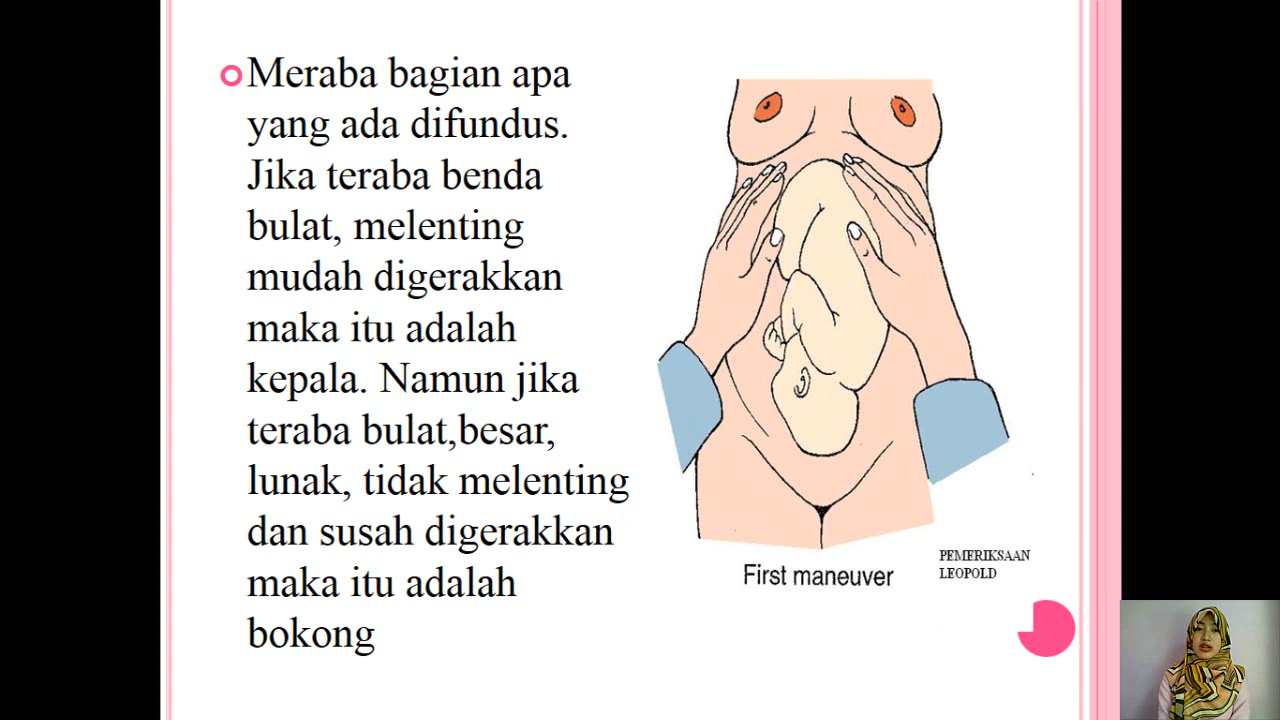 Meraba bagian apa
yang ada difundus.
Jika teraba benda
bulat, melenting
mudah digerakkan
maka itu adalah
kepala. Namun jika
teraba bulat,besar,
lunak, tidak melenting
dan susah digerakkan
maka itu adalah
bokong
First maneuver
PEMERIKSAAN
LEOPOLD